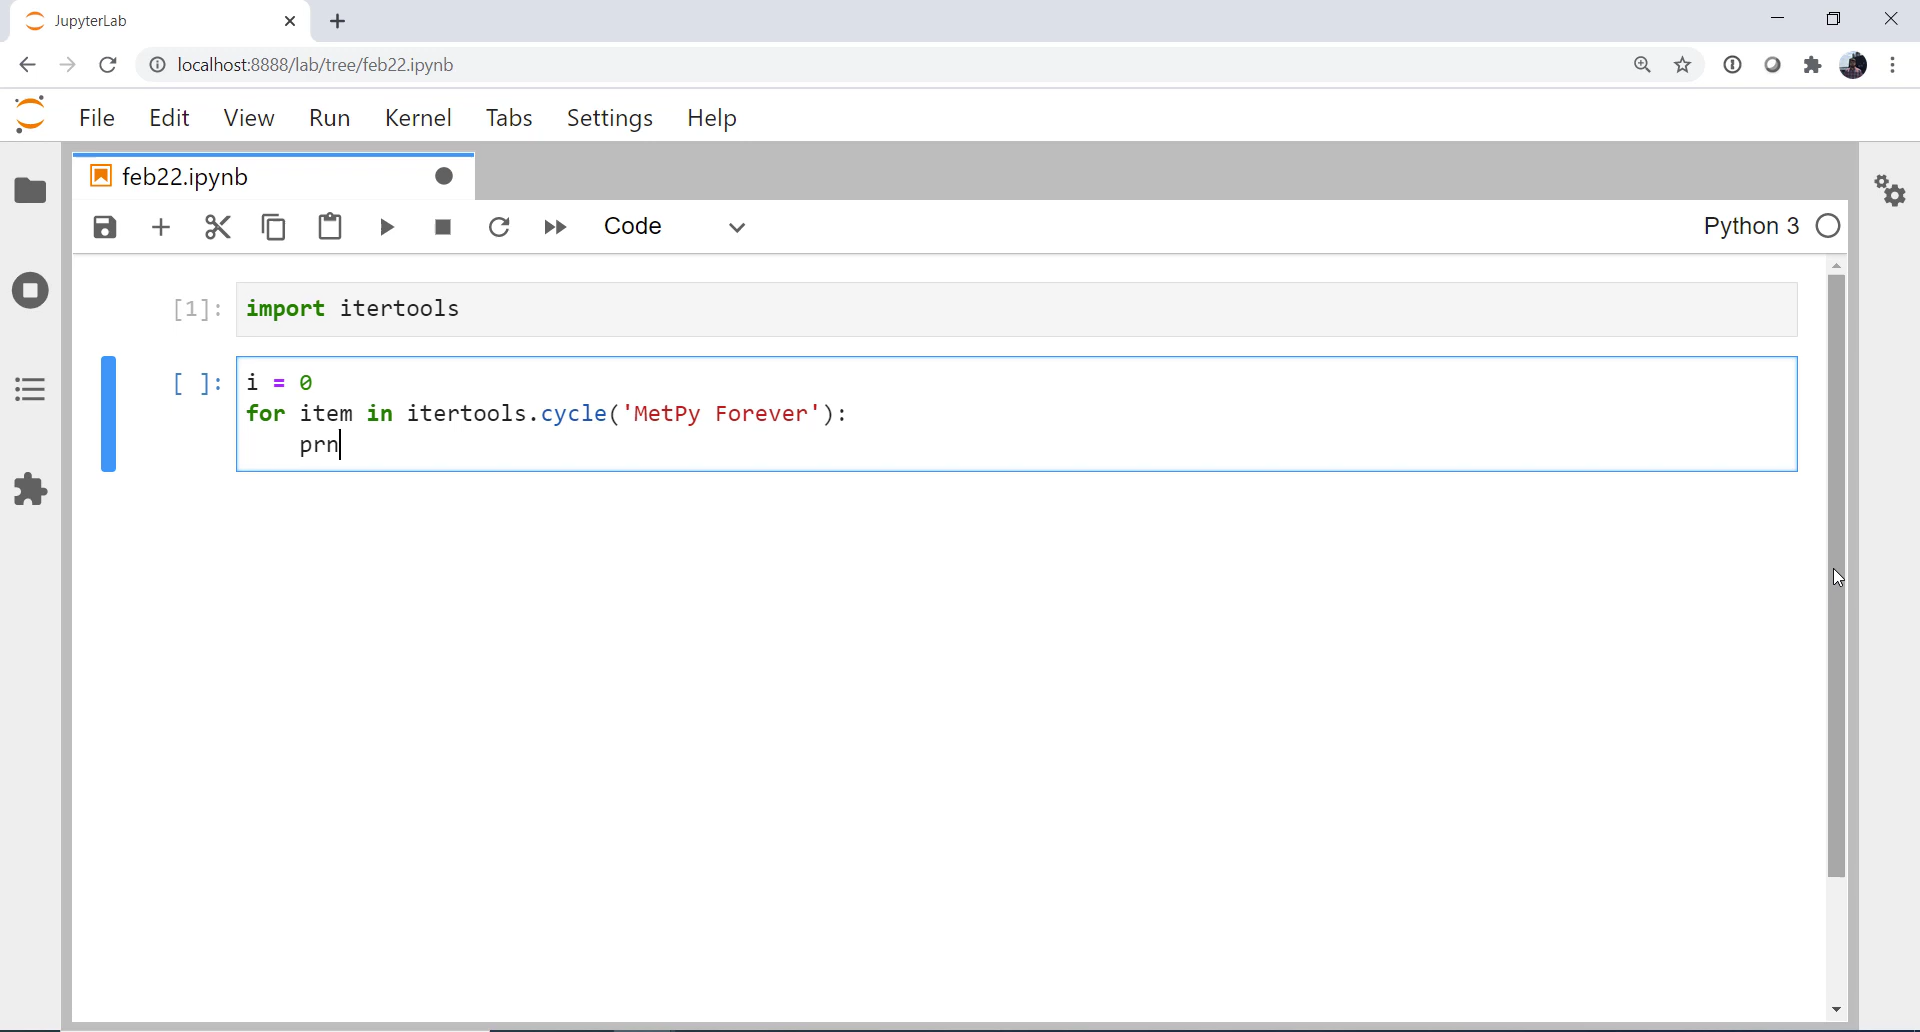 JupyterLab
localhost:8888/lab/tree/feb22.ipynb
File Edit View Run Kernel Tabs Settings Help
feb22.ipynb
Code
Python 3
[1]: import itertools
[ ]: i = 0
for item in itertools.cycle('MetPy Forever'):
prn